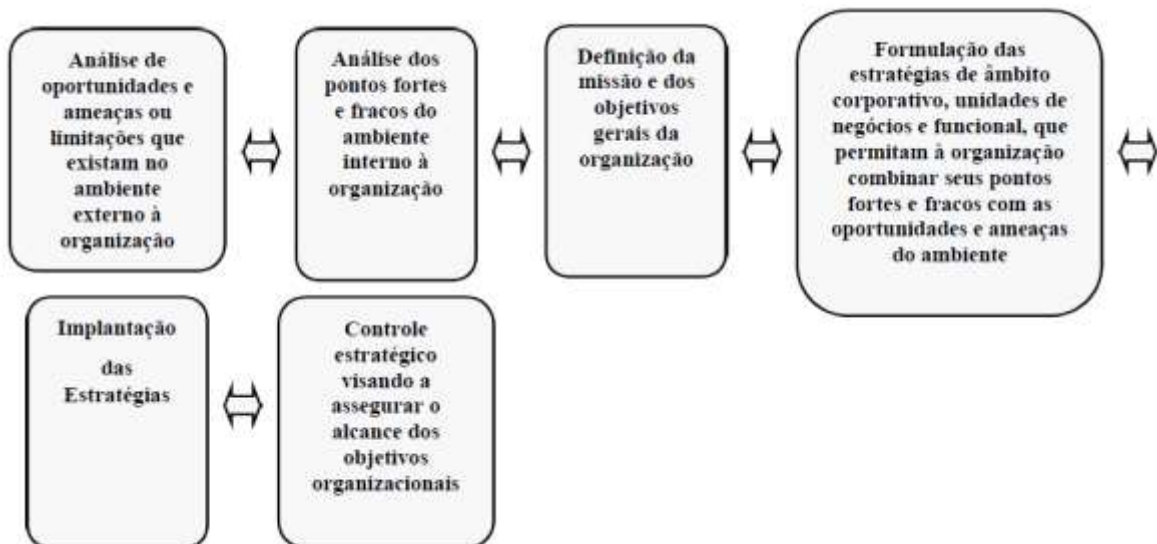 Análise de
oportunidades e
ameaças ou
limitações que
existam no
ambiente
externo à
organização
Análise dos
pontos fortes
e fracos do
ambiente
interno à
organização
Definição da
missão e dos
objetivos
gerais da
organização
Formulação das
estratégias de âmbito
corporativo, unidades de
negócios e funcional, que
permitam à organização
combinar seus pontos
fortes e fracos com as
oportunidades e ameaças
do ambiente
Implantação
das
Estratégias
Controle
estratégico
visando a
assegurar o
alcance dos
objetivos
organizacionais